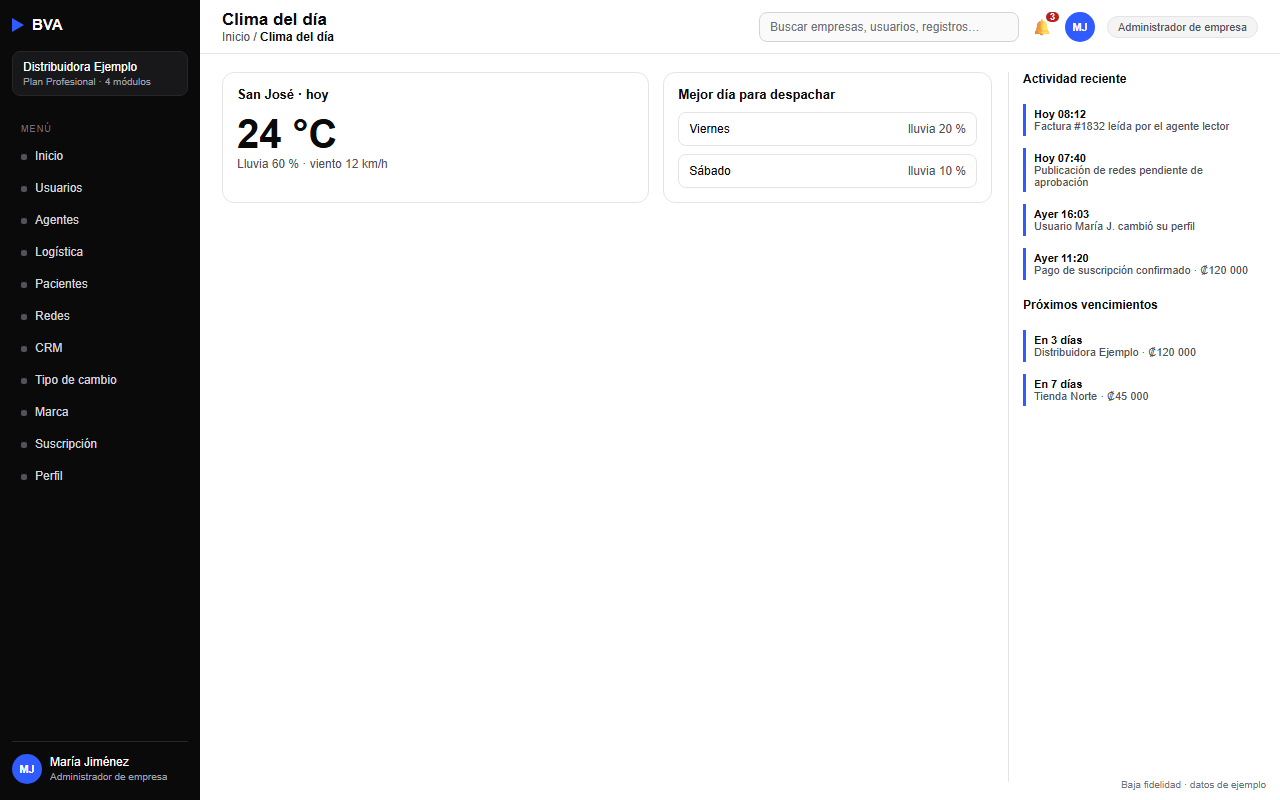 BVA
Distribuidora Ejemplo
Plan Profesional · 4 módulos
MENÚ
Inicio
Usuarios
Agentes
Logística
Pacientes
Redes
CRM
Tipo de cambio
Marca
Suscripción
Perfil
MJ
María Jiménez
Administrador de empresa
Clima del día
Inicio / Clima del día
Buscar empresas, usuarios, registros…
3
MJ
Administrador de empresa
San José · hoy
24 °C
Lluvia 60 % · viento 12 km/h
Mejor día para despachar
Viernes lluvia 20 %
Sábado lluvia 10 %
Actividad reciente
Hoy 08:12
Factura #1832 leída por el agente lector
Hoy 07:40
Publicación de redes pendiente de
aprobación
Ayer 16:03
Usuario María J. cambió su perfil
Ayer 11:20
Pago de suscripción confirmado · ₡120 000
Próximos vencimientos
En 3 días
Distribuidora Ejemplo · ₡120 000
En 7 días
Tienda Norte · ₡45 000
Baja fidelidad · datos de ejemplo